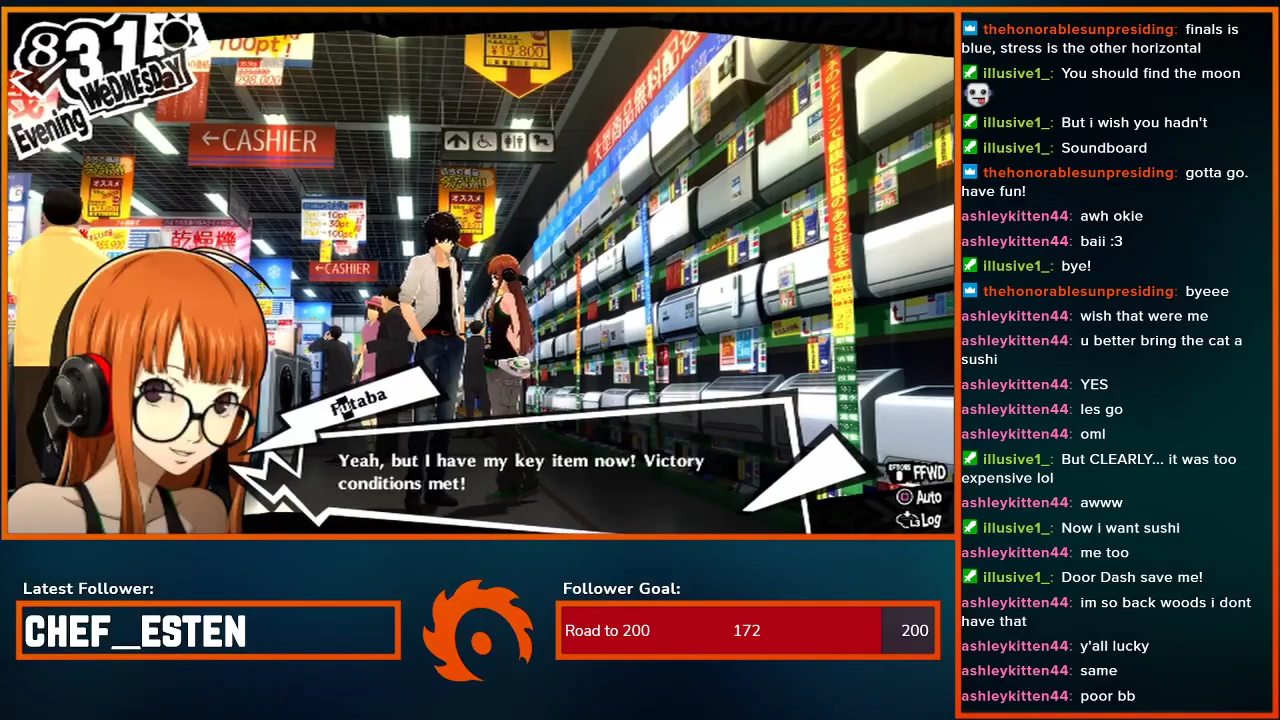 8/31
WEDNESDAY
Evening
100pt!
¥19,800
←CASHIER
←CASHIER
オススメ
乾燥機
Futaba
Yeah, but I have my key item now! Victory
conditions met!
OPTIONS FFWD
Auto
L3 Log
Latest Follower:
CHEF_ESTEN
Follower Goal:
Road to 200 172 200
thehonorablesunpresiding: finals is
blue, stress is the other horizontal
illusive1_: You should find the moon
illusive1_: But i wish you hadn't
illusive1_: Soundboard
thehonorablesunpresiding: gotta go.
have fun!
ashleykitten44: awh okie
ashleykitten44: baii :3
illusive1_: bye!
thehonorablesunpresiding: byeee
ashleykitten44: wish that were me
ashleykitten44: u better bring the cat a
sushi
ashleykitten44: YES
ashleykitten44: les go
ashleykitten44: oml
illusive1_: But CLEARLY... it was too
expensive lol
ashleykitten44: awww
illusive1_: Now i want sushi
ashleykitten44: me too
illusive1_: Door Dash save me!
ashleykitten44: im so back woods i dont
have that
ashleykitten44: y'all lucky
ashleykitten44: same
ashleykitten44: poor bb